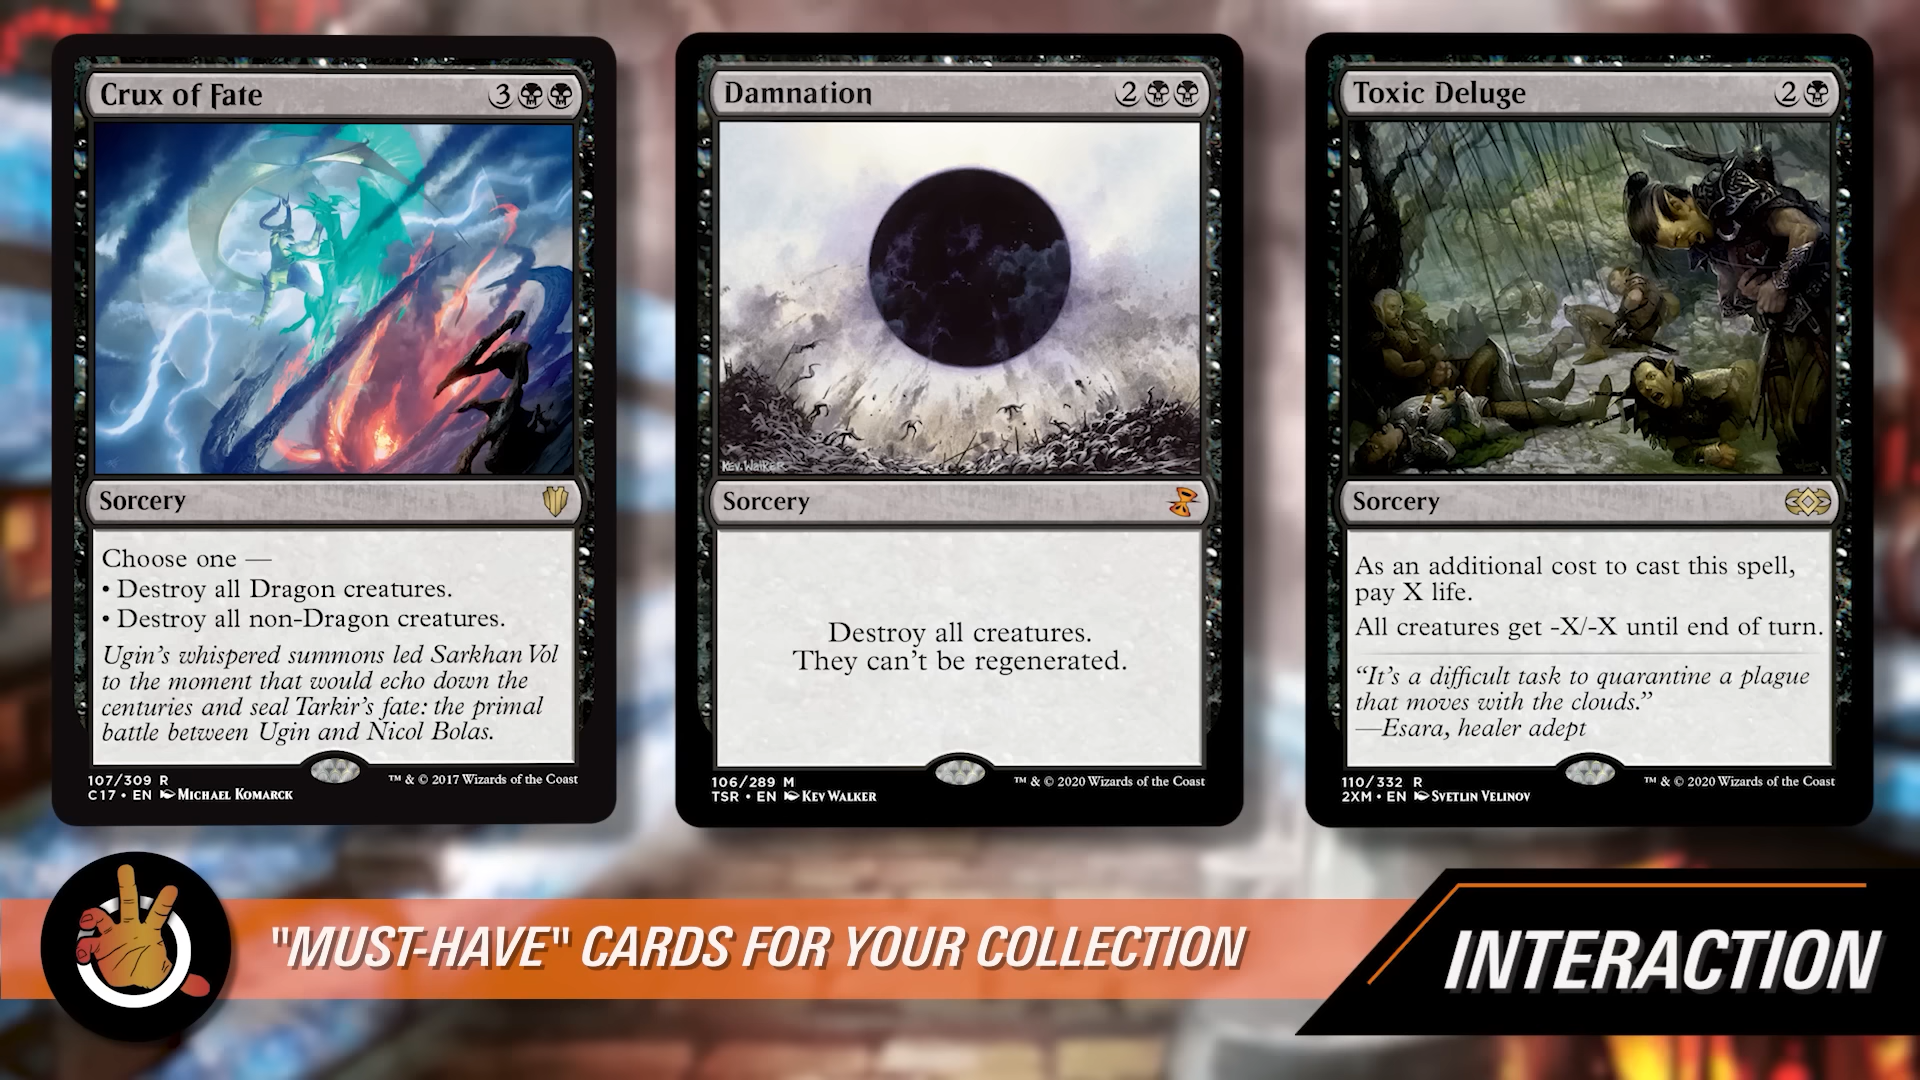 Crux of Fate 3
Sorcery
Choose one —
• Destroy all Dragon creatures.
• Destroy all non-Dragon creatures.
Ugin's whispered summons led Sarkhan Vol
to the moment that would echo down the
centuries and seal Tarkir's fate: the primal
battle between Ugin and Nicol Bolas.
107/309 R
C17 • EN Michael Komarck
™ & © 2017 Wizards of the Coast
Damnation 2
Kev. Walker
Sorcery
Destroy all creatures.
They can't be regenerated.
106/289 M
TSR • EN Kev Walker
™ & © 2020 Wizards of the Coast
Toxic Deluge 2
Sorcery
As an additional cost to cast this spell,
pay X life.
All creatures get -X/-X until end of turn.
"It's a difficult task to quarantine a plague
that moves with the clouds."
—Esara, healer adept
110/332 R
2XM • EN Svetlin Velinov
™ & © 2020 Wizards of the Coast
"MUST-HAVE" CARDS FOR YOUR COLLECTION
INTERACTION